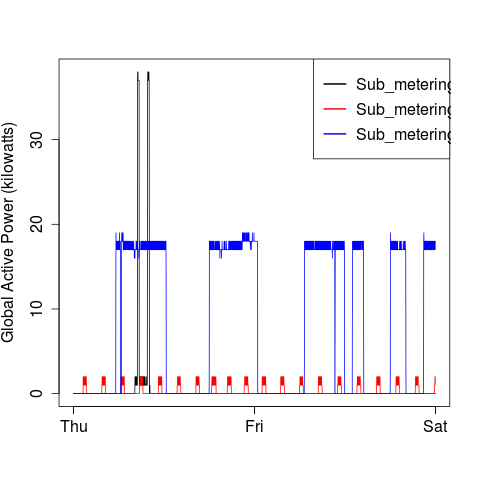 Sub_metering
Sub_metering
Sub_metering
Global Active Power (kilowatts)
30
20
10
0
Thu Fri Sat